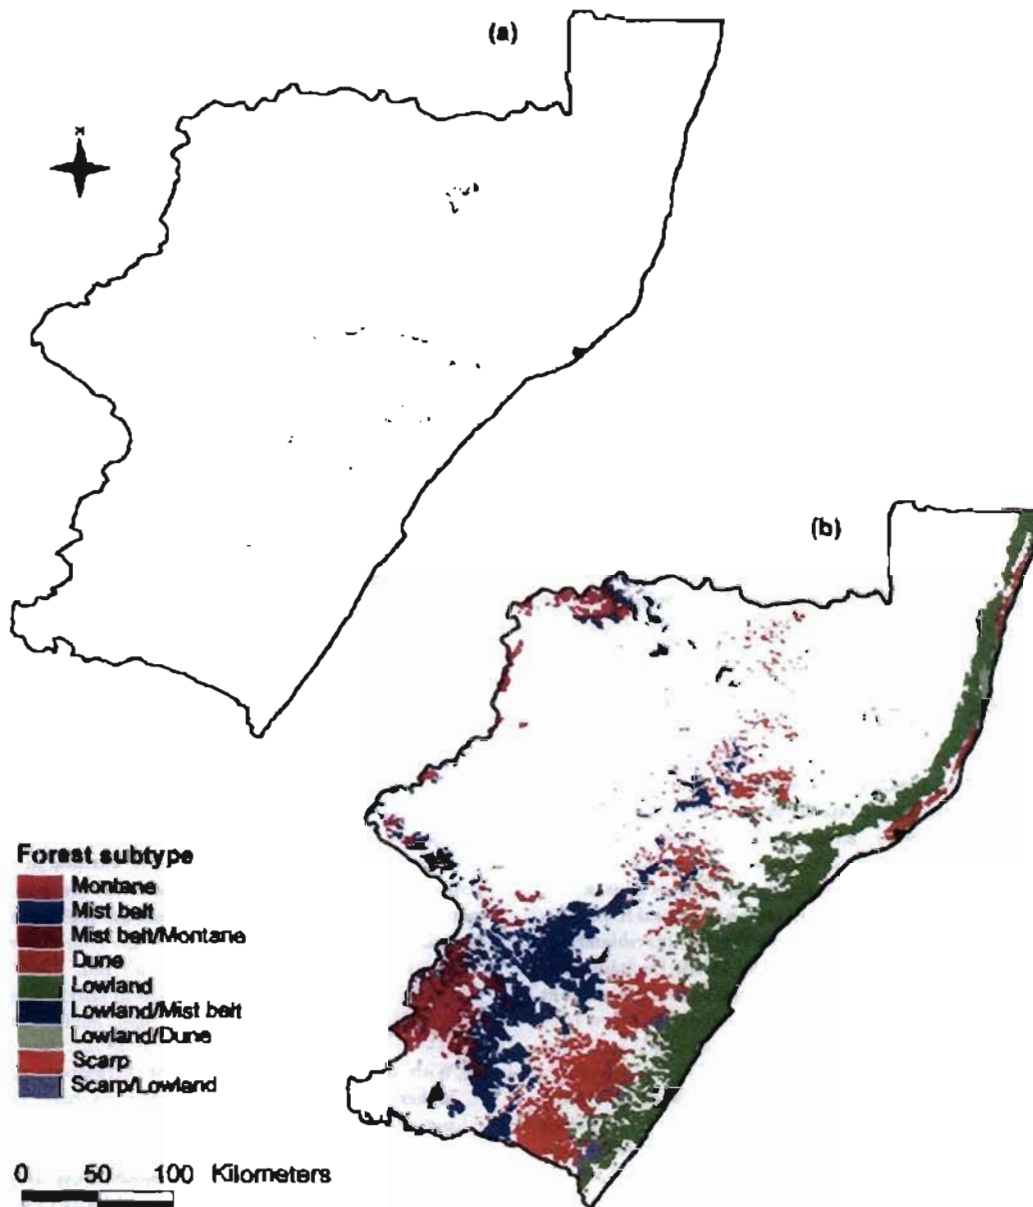 (a)
N
(b)
Forest subtype
Montane
Mist belt
Mist belt/Montane
Dune
Lowland
Lowland/Mist belt
Lowland/Dune
Scarp
Scarp/Lowland
0 50 100 Kilometers